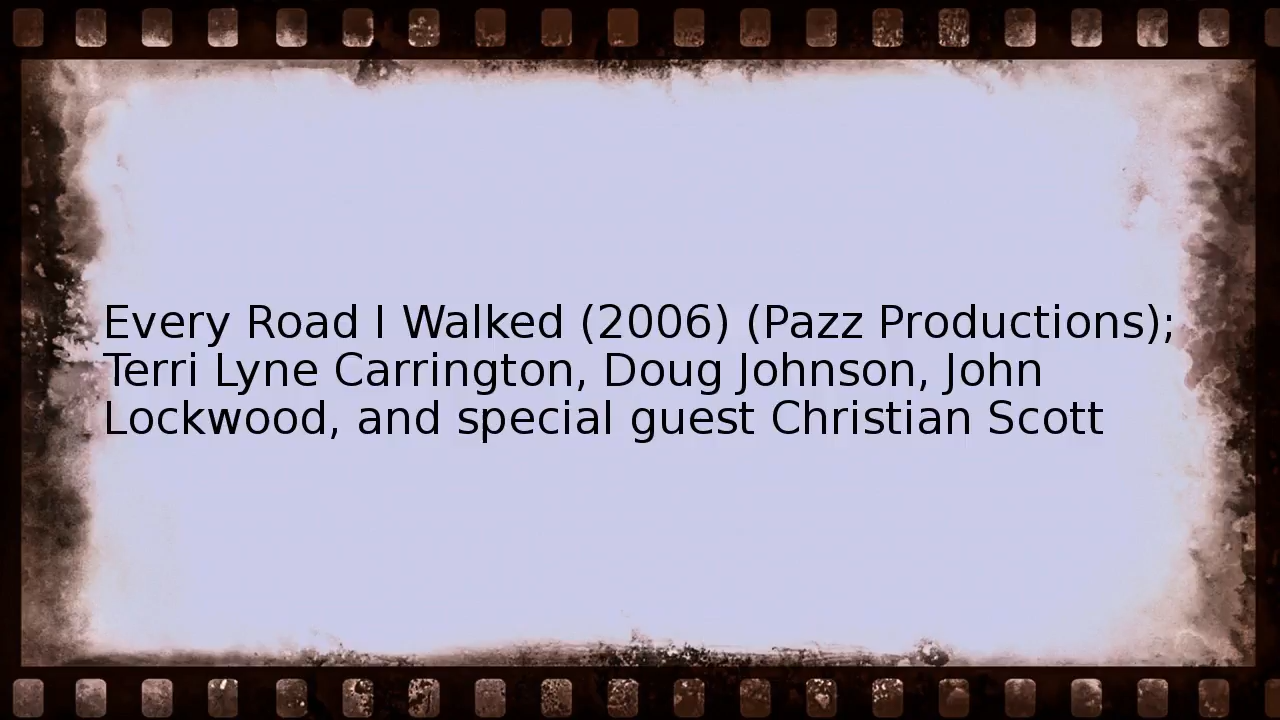 Every Road I Walked (2006) (Pazz Productions);
Terri Lyne Carrington, Doug Johnson, John
Lockwood, and special guest Christian Scott